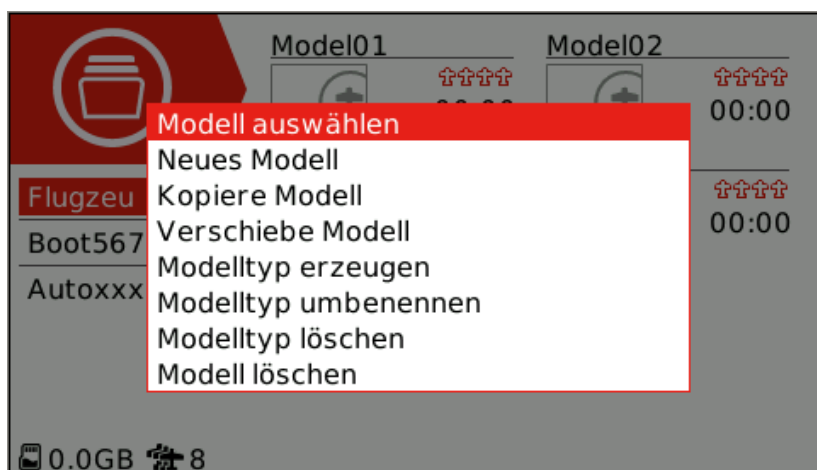 Model01 Model02
00:00
Modell auswählen
Neues Modell
Kopiere Modell
Verschiebe Modell
Modelltyp erzeugen
Modelltyp umbenennen
Modelltyp löschen
Modell löschen
Flugzeu
00:00
Boot567
Autoxxx
0.0GB 8